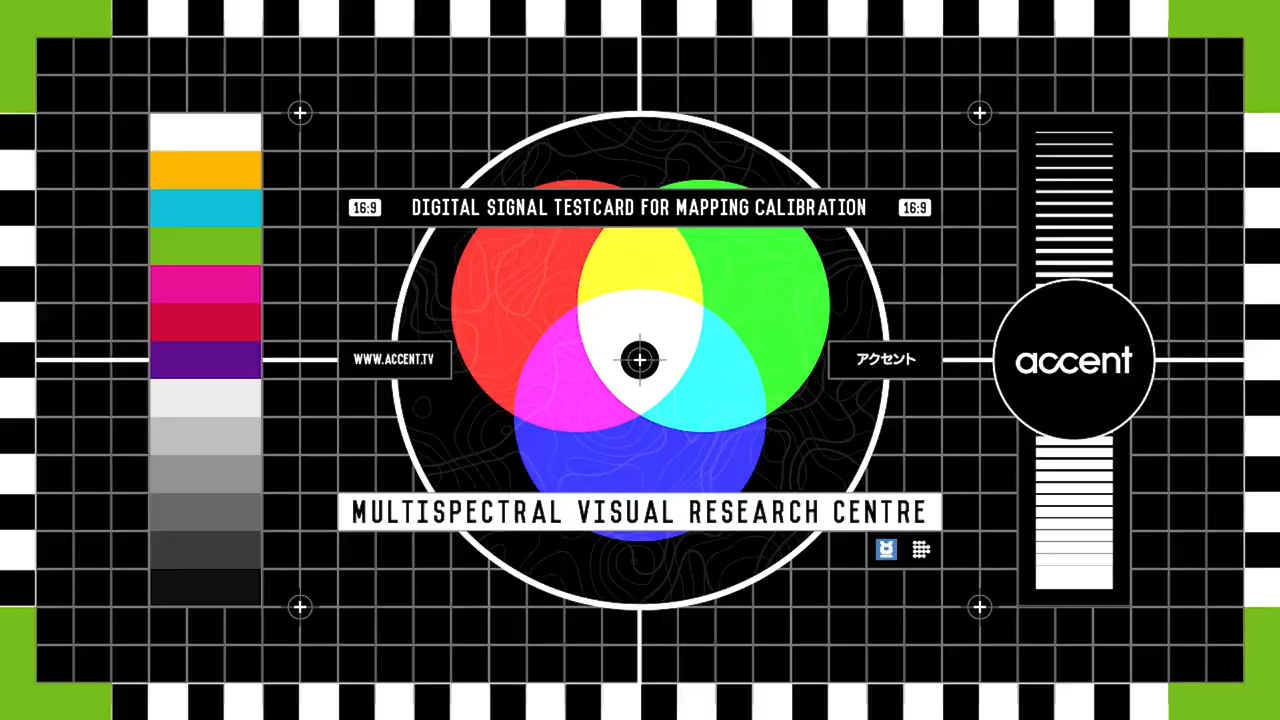 16:9 DIGITAL SIGNAL TESTCARD FOR MAPPING CALIBRATION 16:9
WWW.ACCENT.TV
アクセント
accent
MULTISPECTRAL VISUAL RESEARCH CENTRE